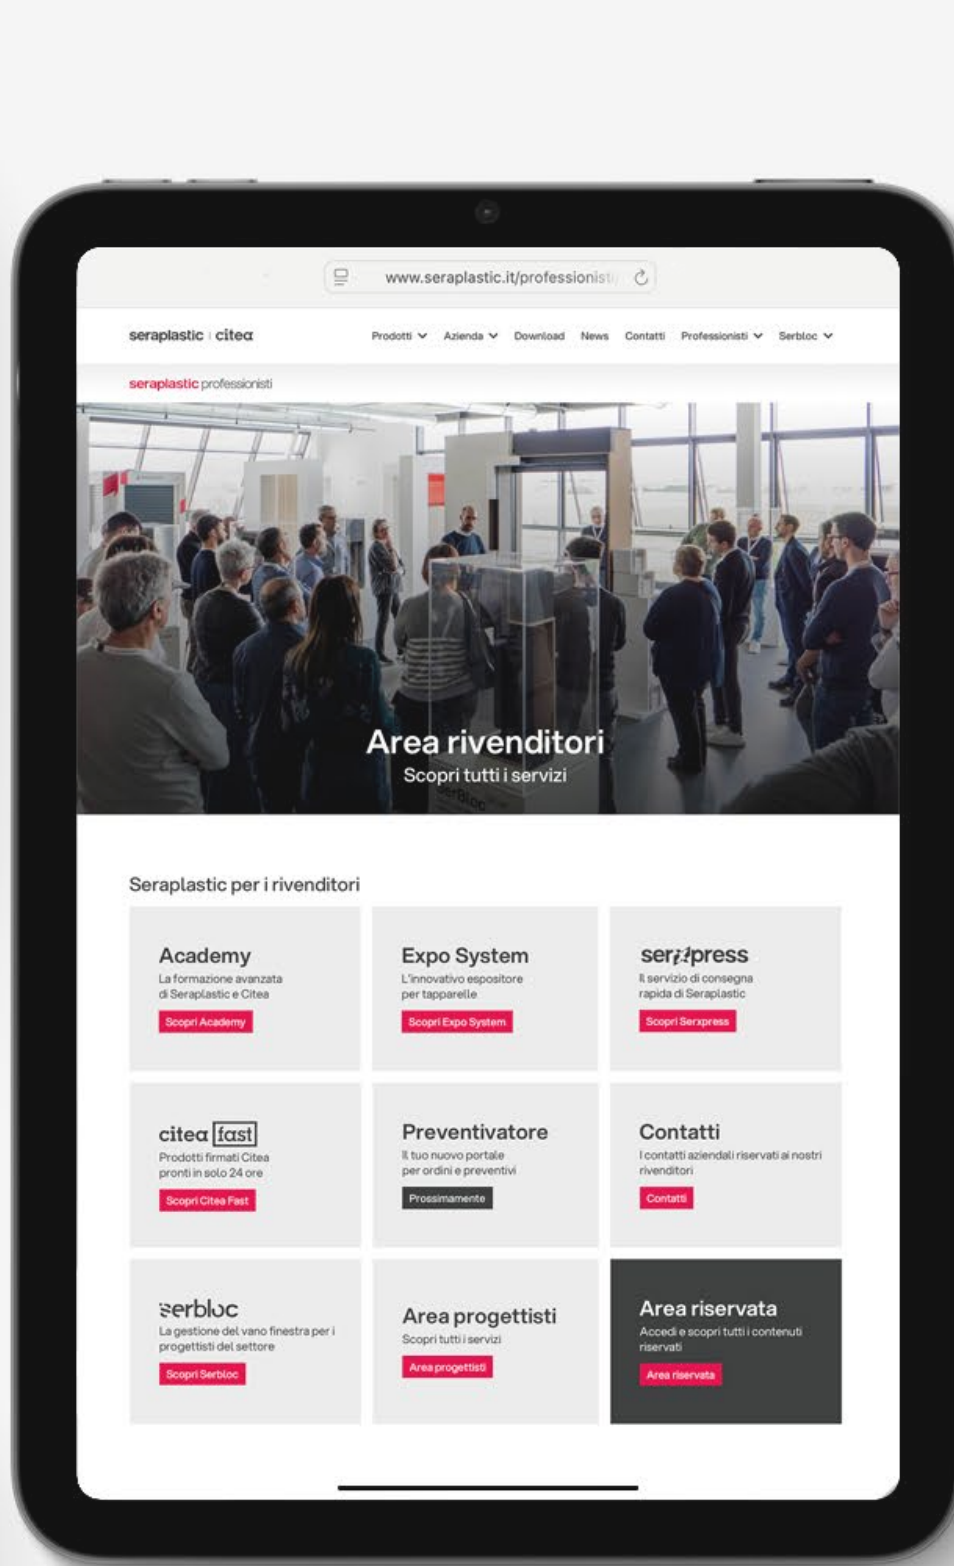 www.seraplastic.it/professionisti/
seraplastic | citea
Prodotti Azienda Download News Contatti Professionisti Serbloc
seraplastic professionisti
Area rivenditori
Scopri tutti i servizi
SerBloc
Seraplastic per i rivenditori
Academy
La formazione avanzata
di Seraplastic e Citea
Scopri Academy
Expo System
L'innovativo espositore
per tapparelle
Scopri Expo System
serxpress
Il servizio di consegna
rapida di Seraplastic
Scopri Serxpress
citea fast
Prodotti firmati Citea
pronti in solo 24 ore
Scopri Citea Fast
Preventivatore
Il tuo nuovo portale
per ordini e preventivi
Prossimamente
Contatti
I contatti aziendali riservati ai nostri
rivenditori
Contatti
serbloc
La gestione del vano finestra per i
progettisti del settore
Scopri Serbloc
Area progettisti
Scopri tutti i servizi
Area progettisti
Area riservata
Accedi e scopri tutti i contenuti
riservati
Area riservata